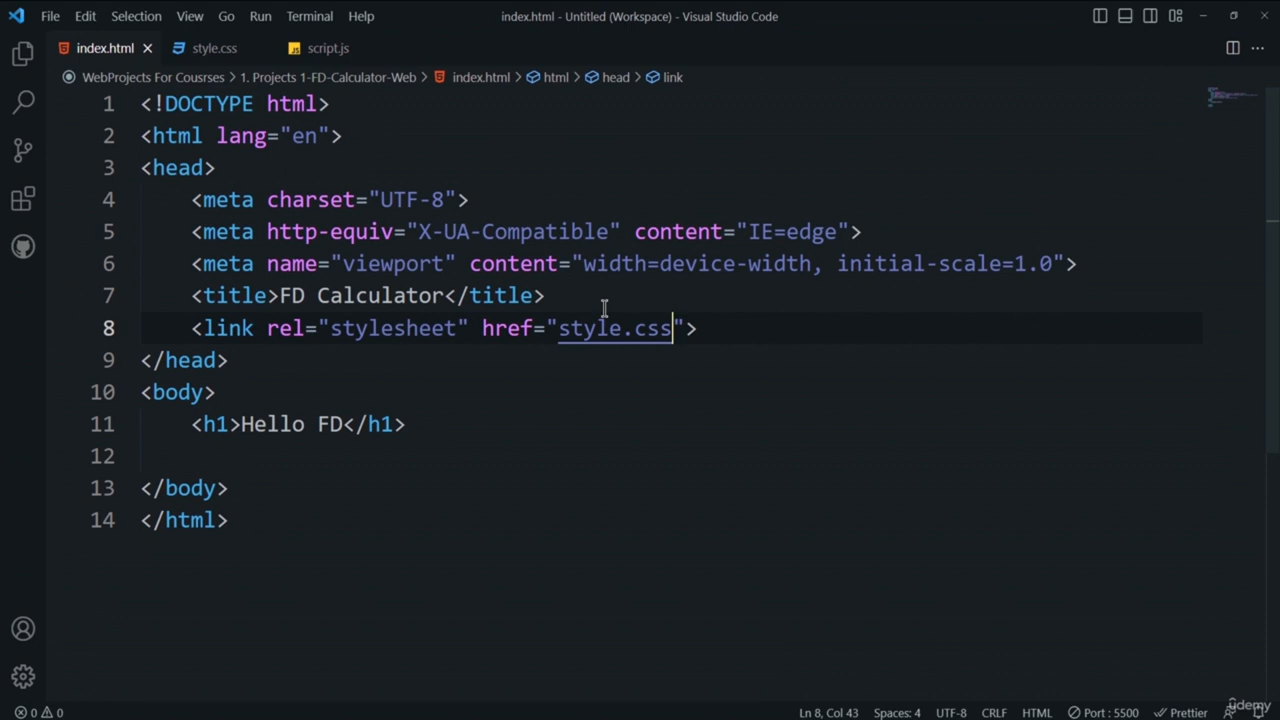 File Edit Selection View Go Run Terminal Help index.html - Untitled (Workspace) - Visual Studio Code
index.html style.css script.js
WebProjects For Cousrses > 1. Projects 1-FD-Calculator-Web > index.html > html > head > link
1 <!DOCTYPE html>
2 <html lang="en">
3 <head>
4 <meta charset="UTF-8">
5 <meta http-equiv="X-UA-Compatible" content="IE=edge">
6 <meta name="viewport" content="width=device-width, initial-scale=1.0">
7 <title>FD Calculator</title>
8 <link rel="stylesheet" href="style.css">
9 </head>
10 <body>
11 <h1>Hello FD</h1>
12
13 </body>
14 </html>
0 0 Ln 8, Col 43 Spaces: 4 UTF-8 CRLF HTML Port : 5500 Prettier
udemy